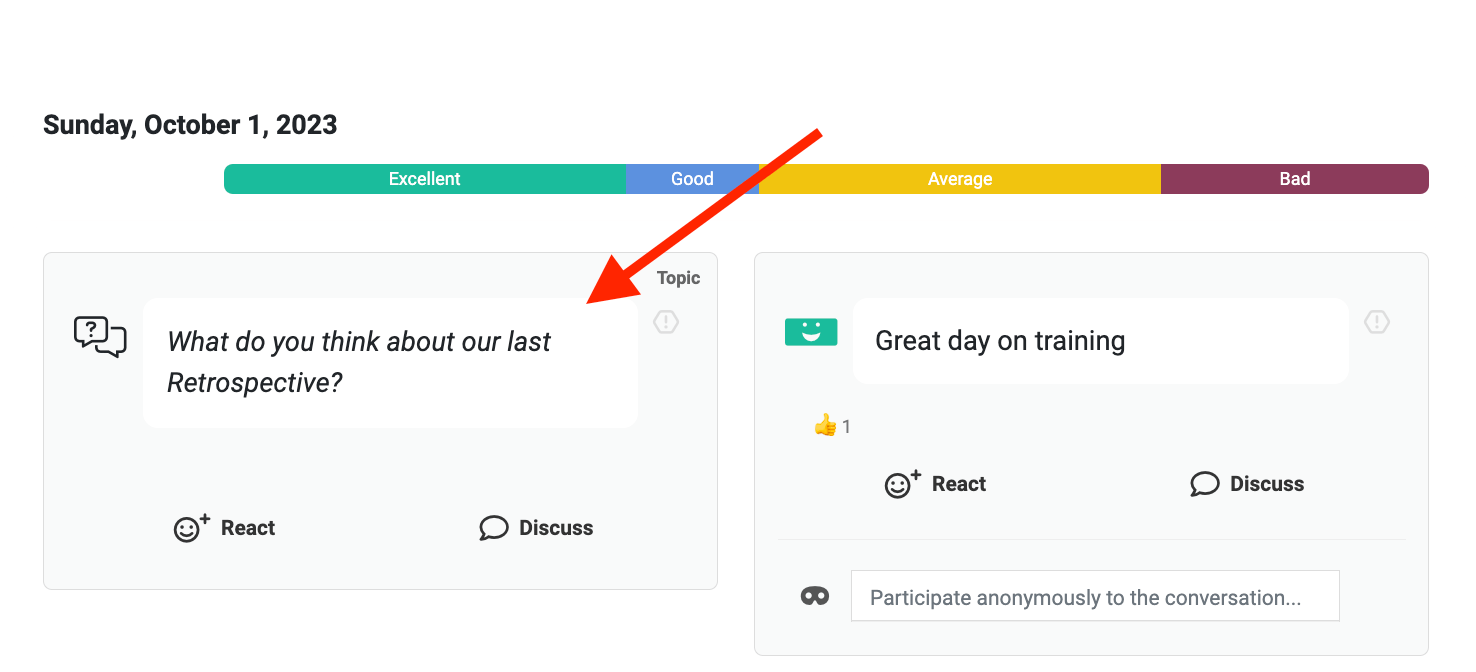 Sunday, October 1, 2023
Excellent Good Average Bad
Topic
?
What do you think about our last
Retrospective?
React Discuss
Great day on training
👍 1
React Discuss
Participate anonymously to the conversation...